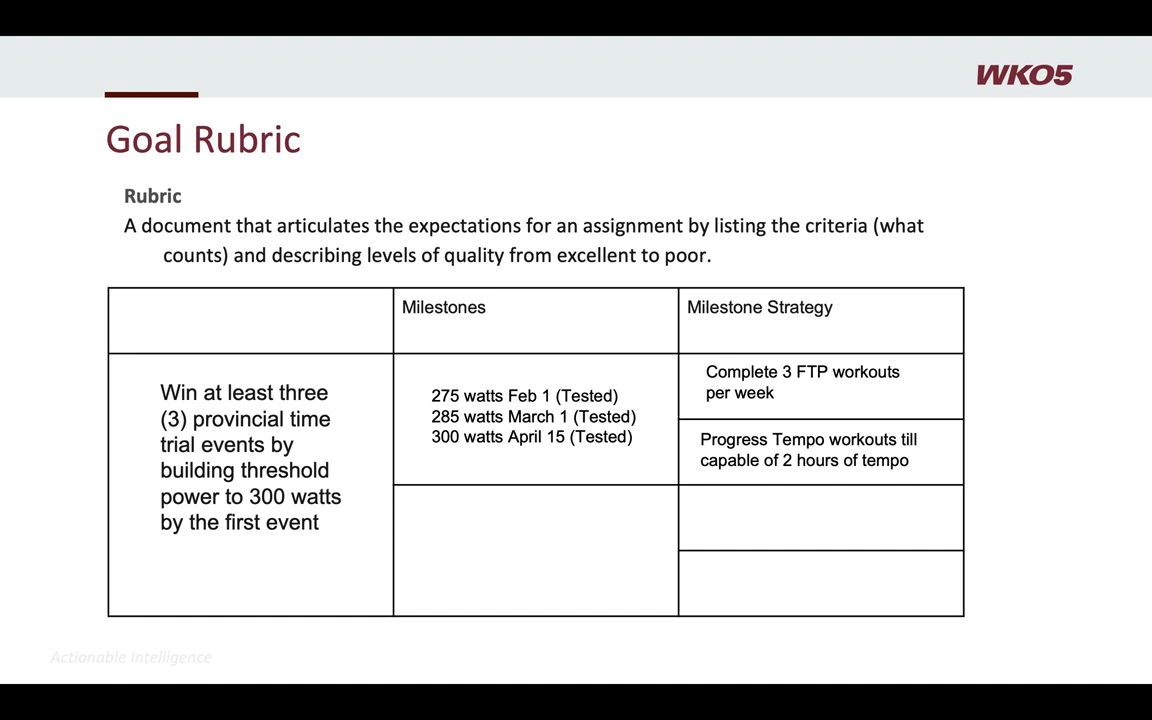 WKO5
Goal Rubric
Rubric
A document that articulates the expectations for an assignment by listing the criteria (what
counts) and describing levels of quality from excellent to poor.
Milestones
Milestone Strategy
Win at least three
(3) provincial time
trial events by
building threshold
power to 300 watts
by the first event
275 watts Feb 1 (Tested)
285 watts March 1 (Tested)
300 watts April 15 (Tested)
Complete 3 FTP workouts
per week
Progress Tempo workouts till
capable of 2 hours of tempo
Actionable Intelligence